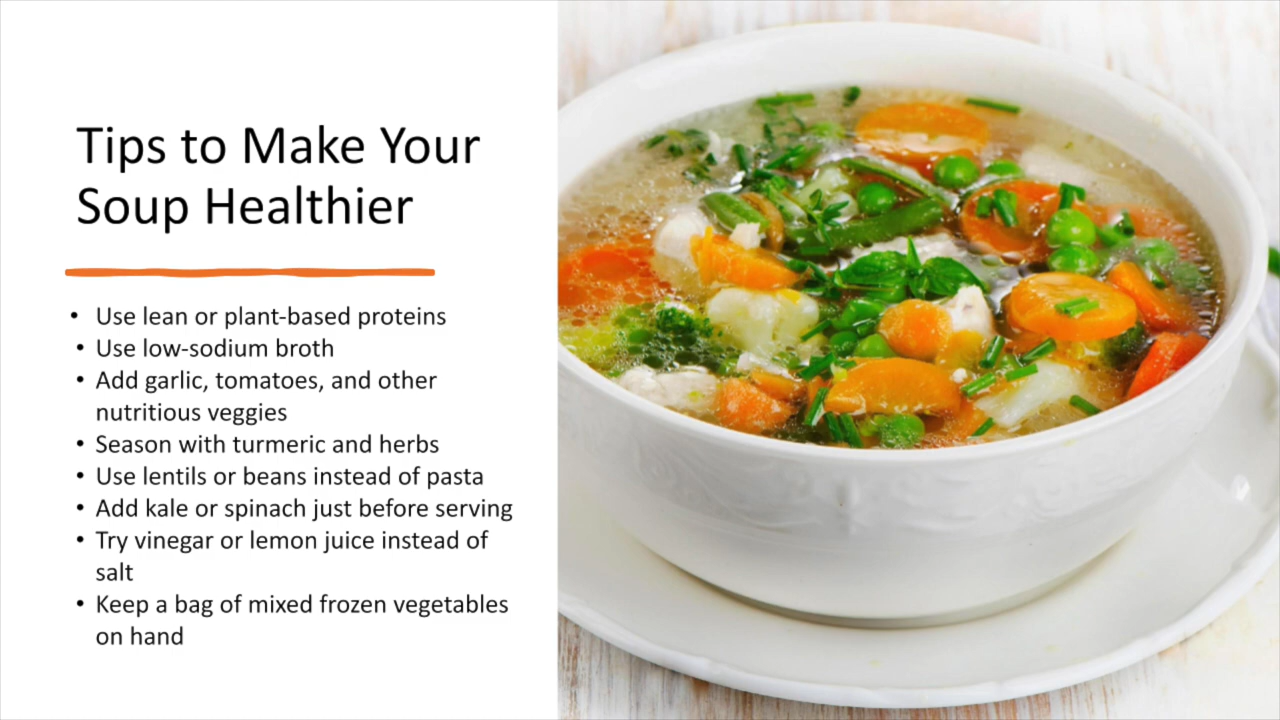 Tips to Make Your
Soup Healthier
• Use lean or plant-based proteins
• Use low-sodium broth
• Add garlic, tomatoes, and other
nutritious veggies
• Season with turmeric and herbs
• Use lentils or beans instead of pasta
• Add kale or spinach just before serving
• Try vinegar or lemon juice instead of
salt
• Keep a bag of mixed frozen vegetables
on hand